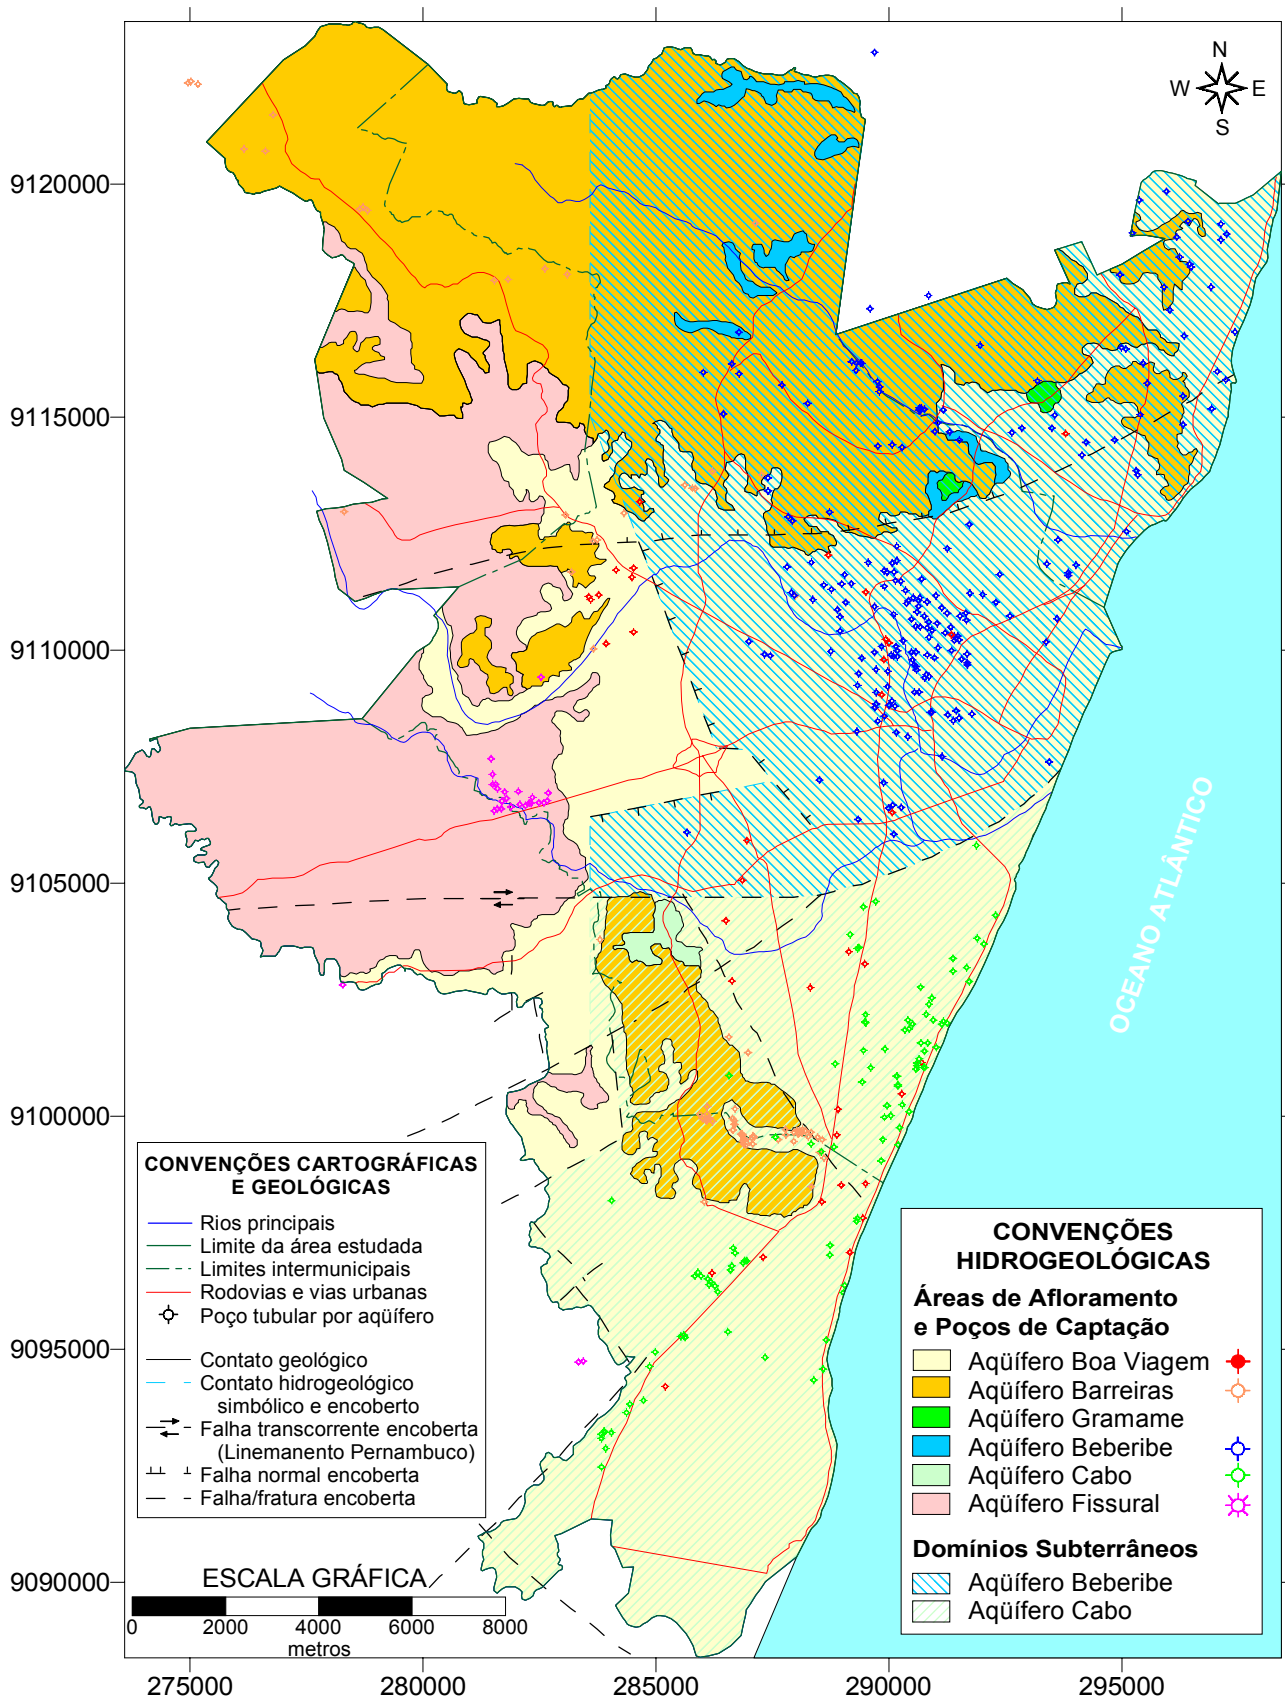 N
W E
S
9120000
9115000
9110000
9105000
9100000
9095000
9090000
OCEANO ATLÂNTICO
CONVENÇÕES CARTOGRÁFICAS
E GEOLÓGICAS
Rios principais
Limite da área estudada
Limites intermunicipais
Rodovias e vias urbanas
Poço tubular por aqüífero
Contato geológico
Contato hidrogeológico
simbólico e encoberto
Falha transcorrente encoberta
(Linemanento Pernambuco)
Falha normal encoberta
Falha/fratura encoberta
ESCALA GRÁFICA
0 2000 4000 6000 8000
metros
CONVENÇÕES
HIDROGEOLÓGICAS
Áreas de Afloramento
e Poços de Captação
Aqüífero Boa Viagem
Aqüífero Barreiras
Aqüífero Gramame
Aqüífero Beberibe
Aqüífero Cabo
Aqüífero Fissural
Domínios Subterrâneos
Aqüífero Beberibe
Aqüífero Cabo
275000 280000 285000 290000 295000